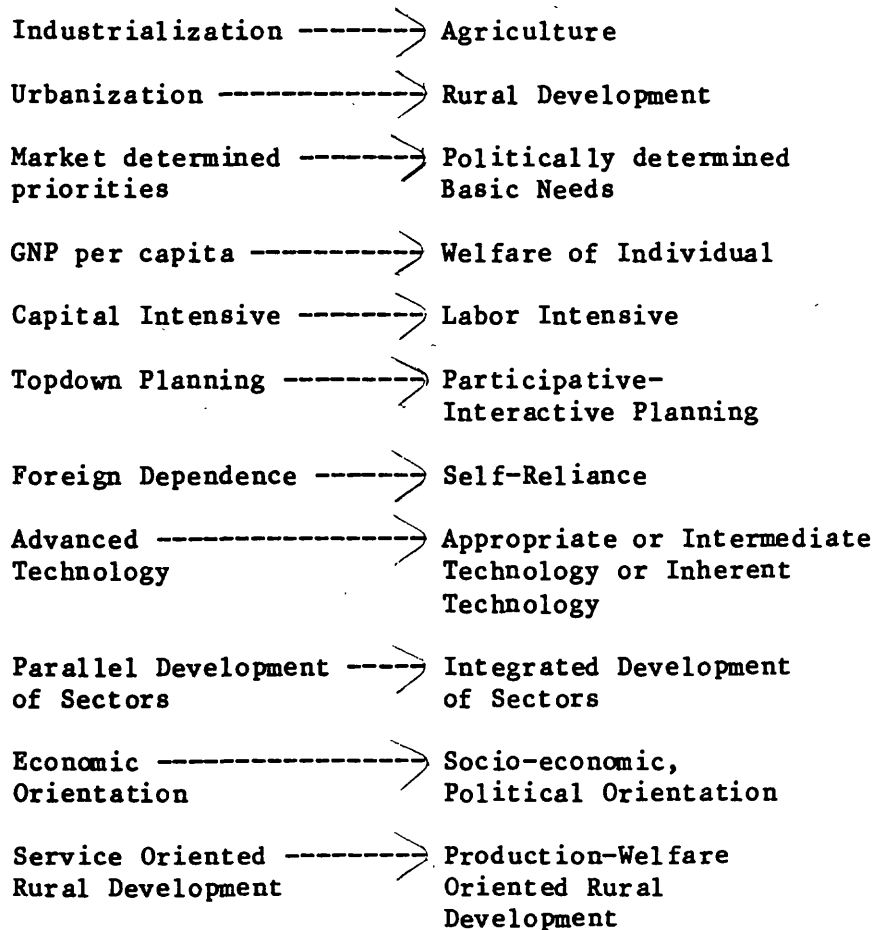 Industrialization -------> Agriculture
Urbanization -------------> Rural Development
Market determined -------> Politically determined
priorities Basic Needs
GNP per capita ----------> Welfare of Individual
Capital Intensive -------> Labor Intensive
Topdown Planning --------> Participative-
Interactive Planning
Foreign Dependence ------> Self-Reliance
Advanced ----------------> Appropriate or Intermediate
Technology Technology or Inherent
Technology
Parallel Development ----> Integrated Development
of Sectors of Sectors
Economic ----------------> Socio-economic,
Orientation Political Orientation
Service Oriented --------> Production-Welfare
Rural Development Oriented Rural
Development